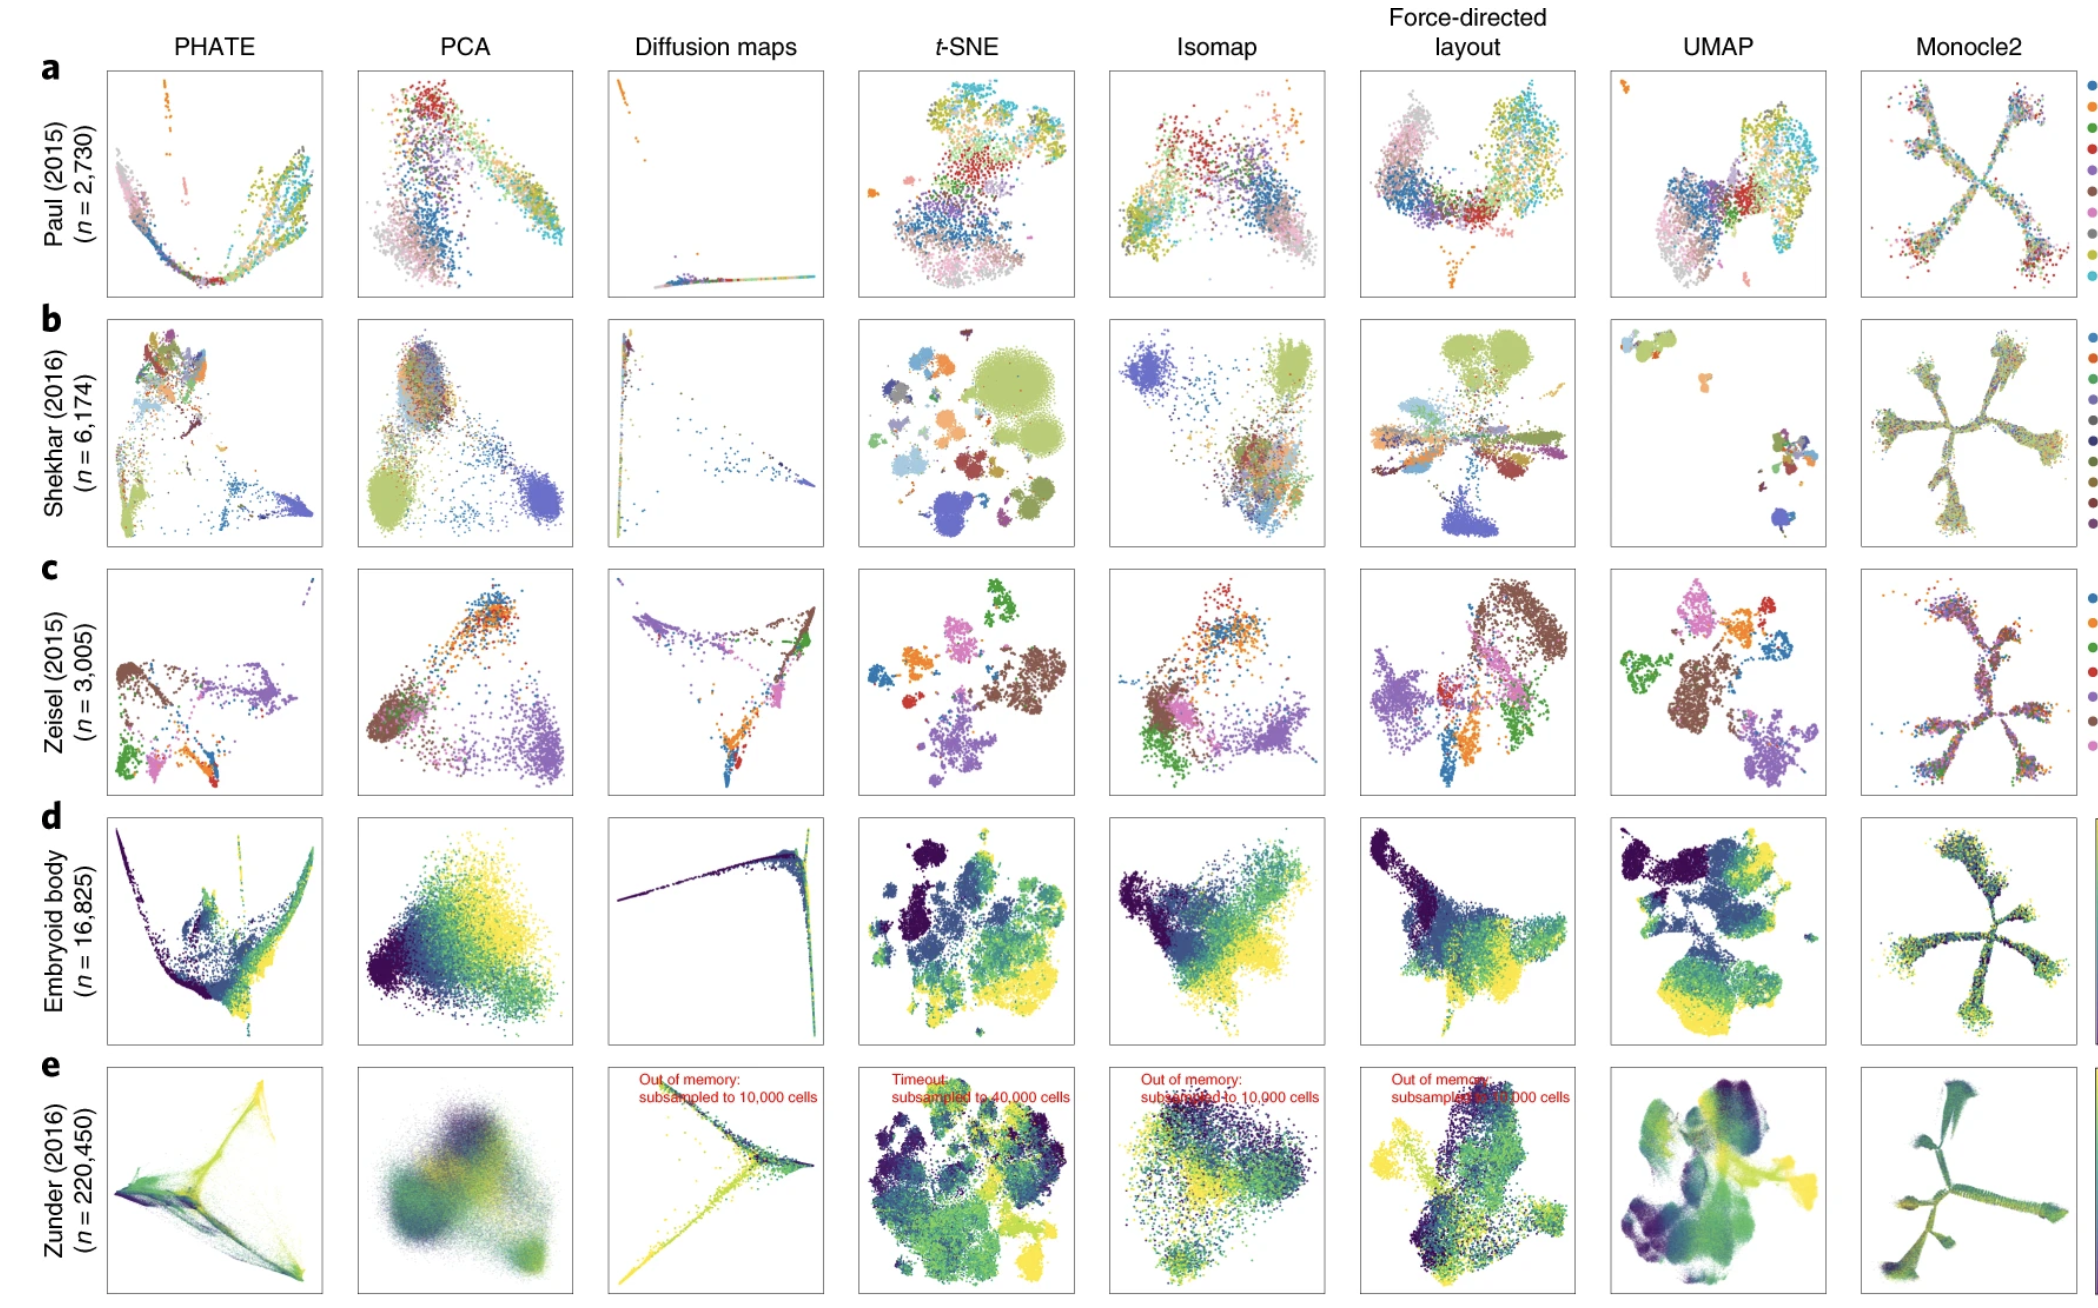 PHATE
PCA
Diffusion maps
t-SNE
Isomap
Force-directed
layout
UMAP
Monocle2
a
Paul (2015)
(n = 2,730)
b
Shekhar (2016)
(n = 6,174)
c
Zeisel (2015)
(n = 3,005)
d
Embryoid body
(n = 16,825)
e
Zunder (2016)
(n = 220,450)
Out of memory:
subsampled to 10,000 cells
Timeout:
subsampled to 40,000 cells
Out of memory:
subsampled to 10,000 cells
Out of memory:
subsampled to 10,000 cells